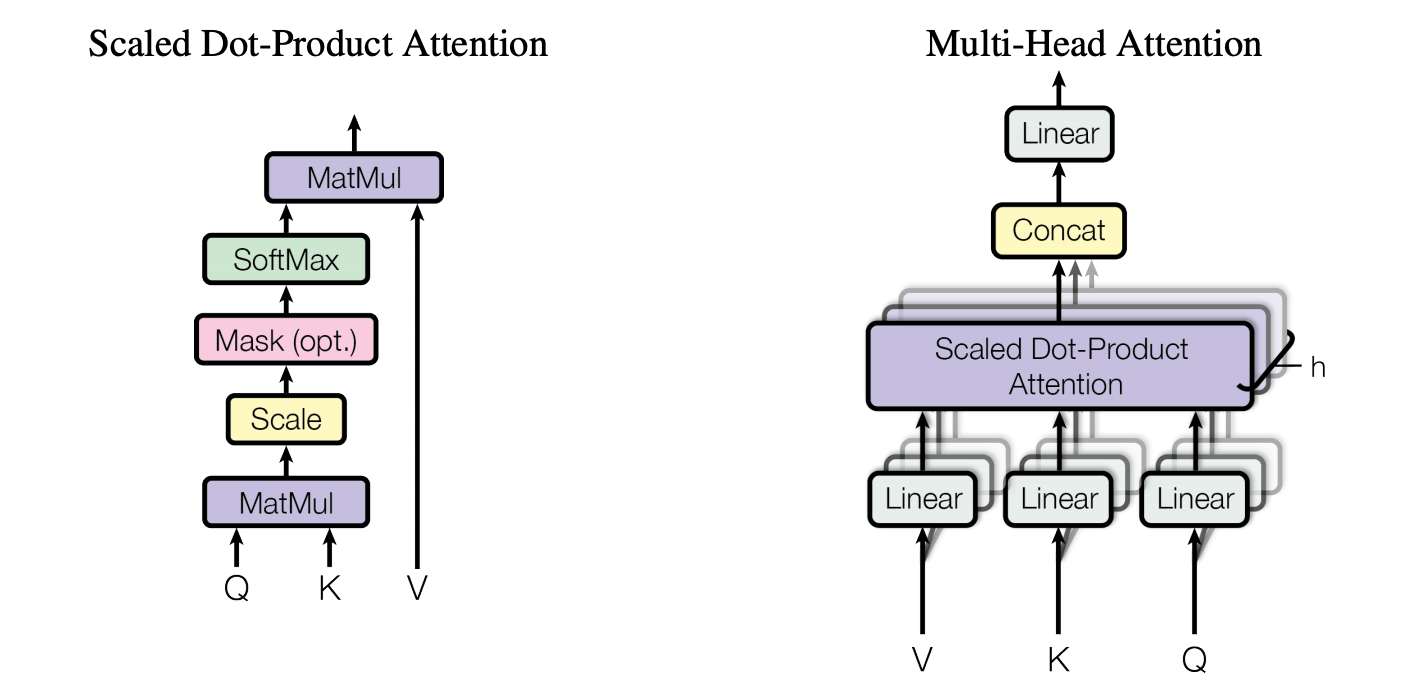 Scaled Dot-Product Attention
MatMul
SoftMax
Mask (opt.)
Scale
MatMul
Q K V
Multi-Head Attention
Linear
Concat
Scaled Dot-Product
Attention
h
Linear Linear Linear
V K Q